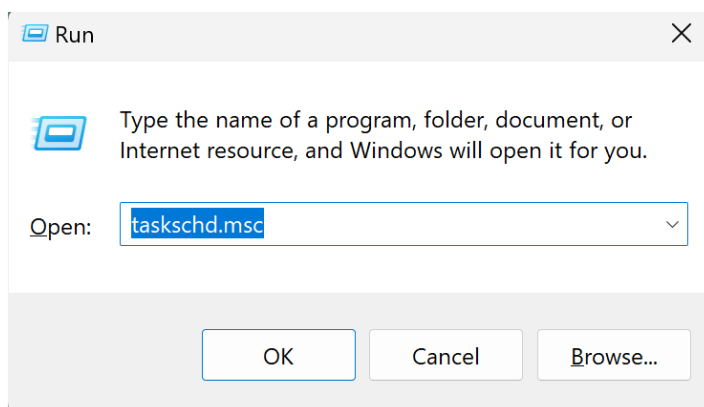 Run
Type the name of a program, folder, document, or
Internet resource, and Windows will open it for you.
Open: taskschd.msc
OK Cancel Browse...